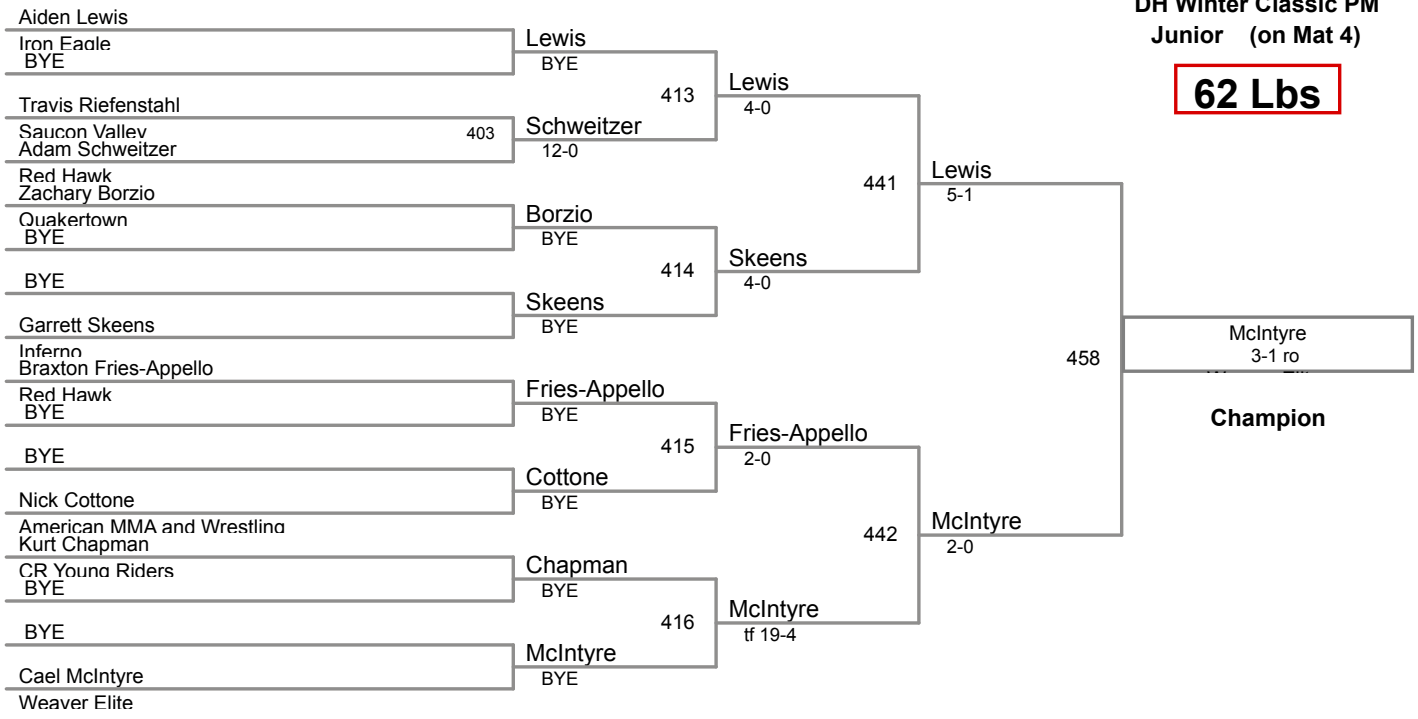 DH Winter Classic PM
Junior (on Mat 4)
62 Lbs
Aiden Lewis
Iron Eagle
BYE
Travis Riefenstahl
Saucon Valley
Adam Schweitzer
Red Hawk
Zachary Borzio
Quakertown
BYE
BYE
Garrett Skeens
Inferno
Braxton Fries-Appello
Red Hawk
BYE
BYE
Nick Cottone
American MMA and Wrestling
Kurt Chapman
CR Young Riders
BYE
BYE
Cael McIntyre
Weaver Elite
403
Lewis
BYE
Schweitzer
12-0
Borzio
BYE
Skeens
BYE
Fries-Appello
BYE
Cottone
BYE
Chapman
BYE
McIntyre
BYE
413
414
415
416
Lewis
4-0
Skeens
4-0
Fries-Appello
2-0
McIntyre
tf 19-4
441
442
Lewis
5-1
McIntyre
2-0
458
McIntyre
3-1 ro
Champion